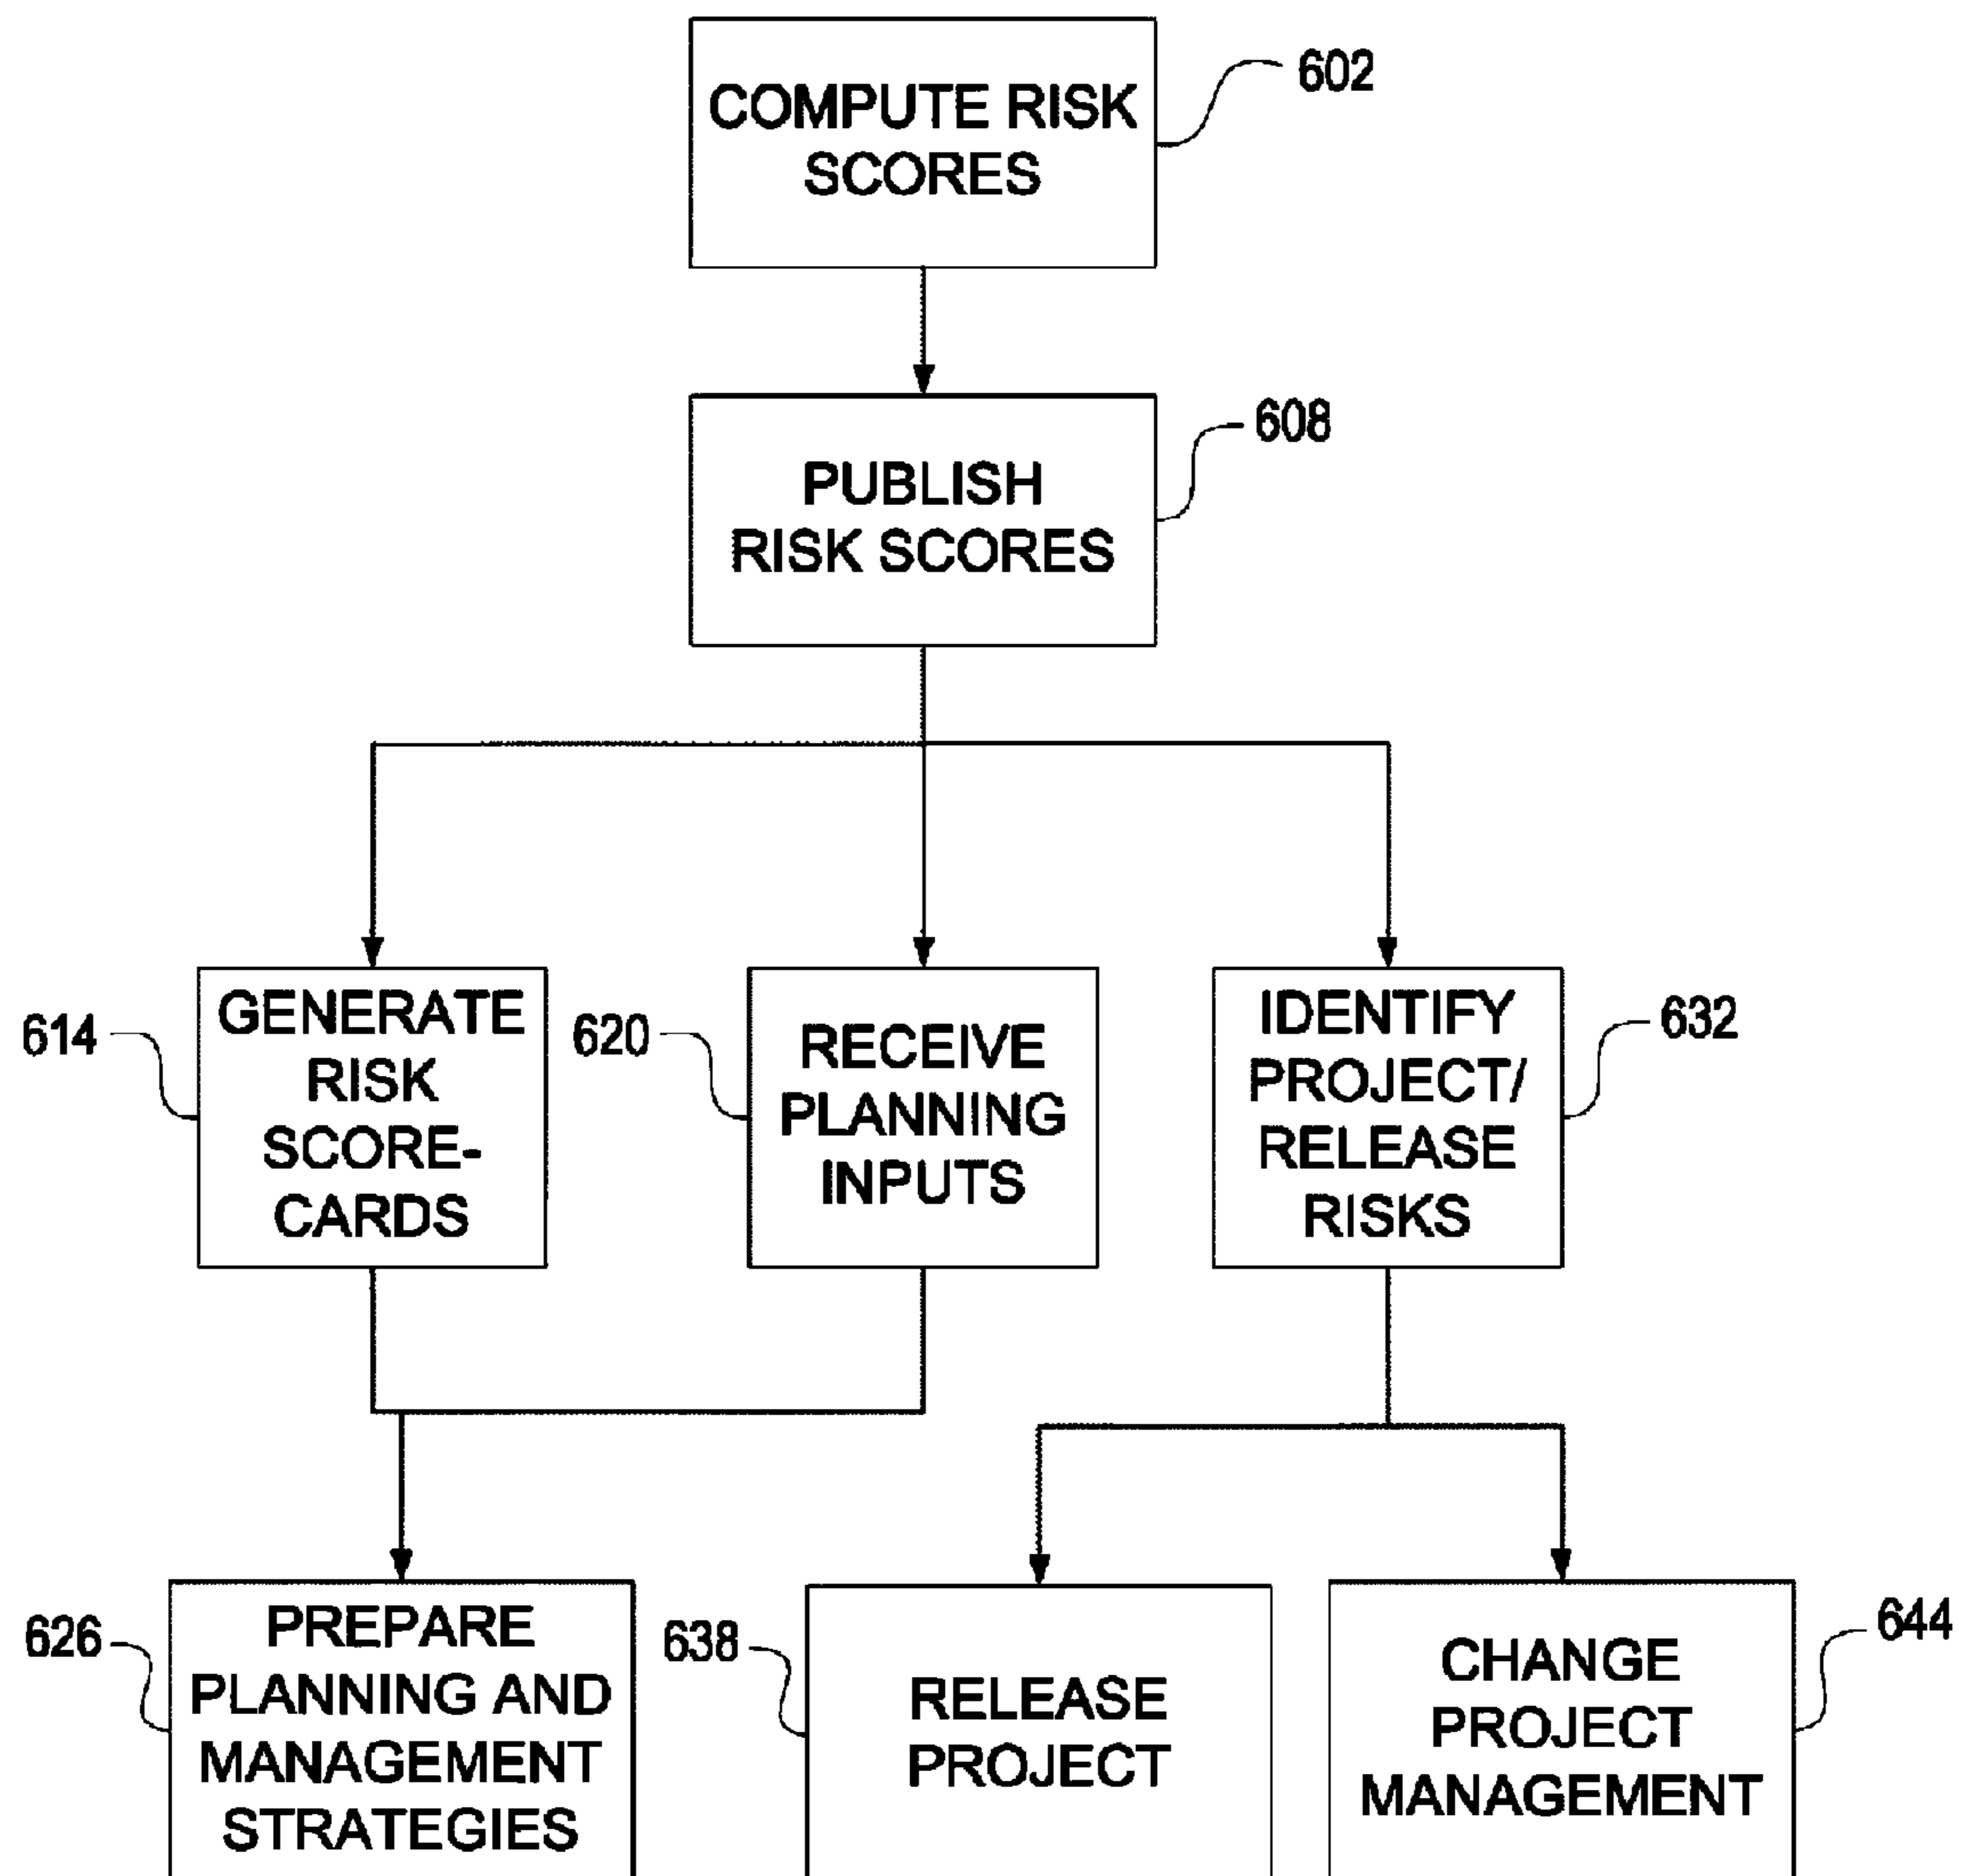 COMPUTE RISK
SCORES
602
PUBLISH
RISK SCORES
608
614
GENERATE
RISK
SCORE-
CARDS
620
RECEIVE
PLANNING
INPUTS
IDENTIFY
PROJECT/
RELEASE
RISKS
632
626
PREPARE
PLANNING AND
MANAGEMENT
STRATEGIES
638
RELEASE
PROJECT
CHANGE
PROJECT
MANAGEMENT
644